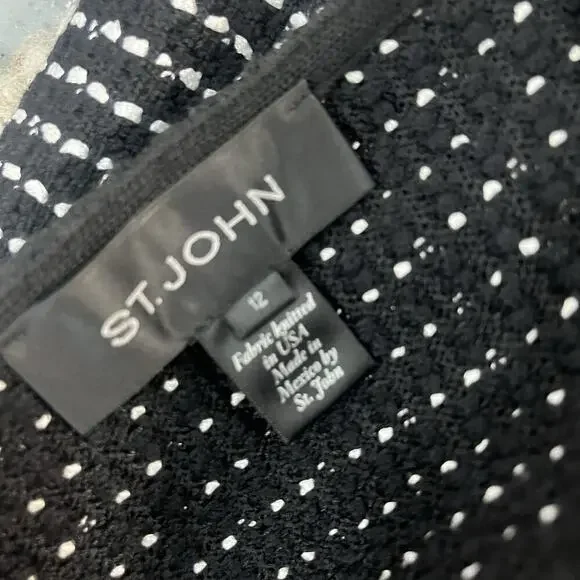 ST. JOHN
12
Fabric knitted
in USA
Made in
Mexico by
St. John